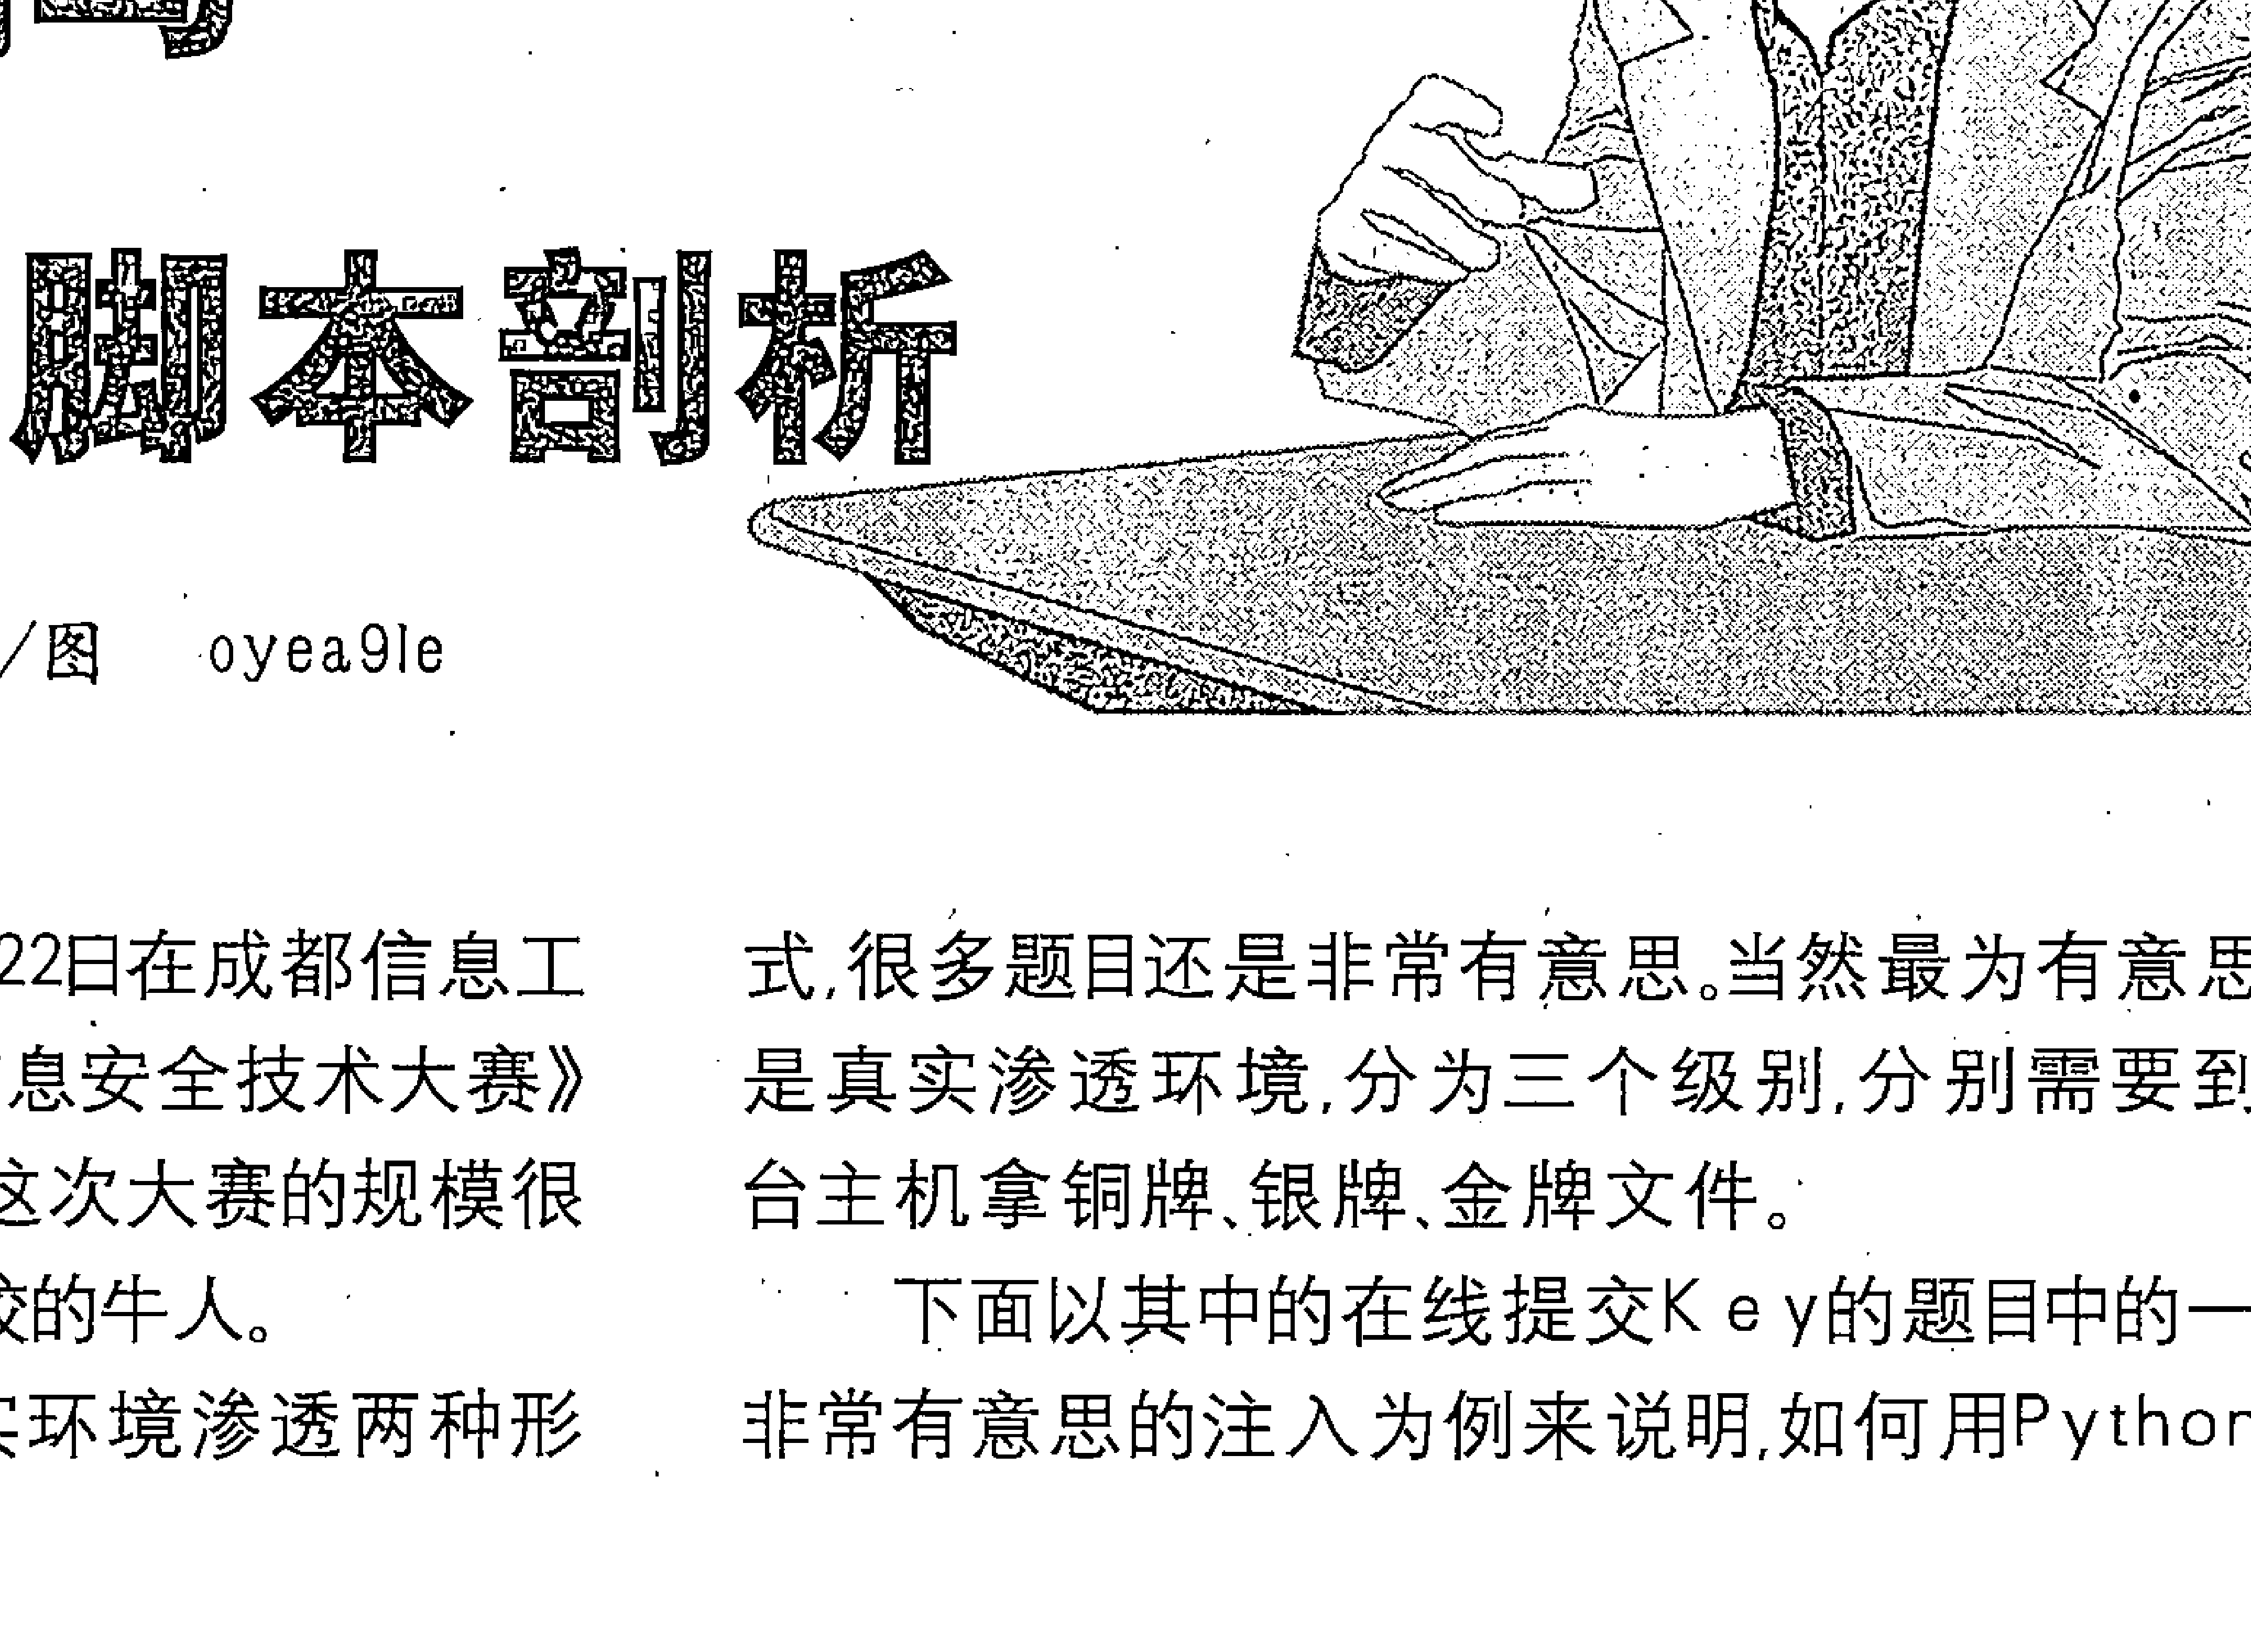 脚本剖析
/图 oyea9le
22日在成都信息工
息安全技术大赛》
这次大赛的规模很
的牛人。
环境渗透两种形
式,很多题目还是非常有意思。当然最为有意思
是真实渗透环境,分为三个级别,分别需要到
台主机拿铜牌、银牌、金牌文件。
下面以其中的在线提交Key的题目中的一
非常有意思的注入为例来说明,如何用Python